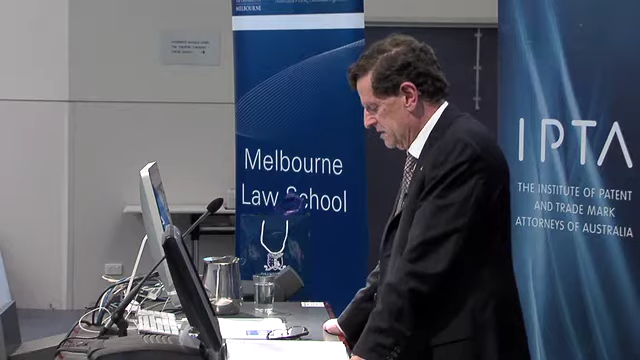 MELBOURNE
Melbourne
Law School
IPTA
THE INSTITUTE OF PATENT
AND TRADE MARK
ATTORNEYS OF AUSTRALIA